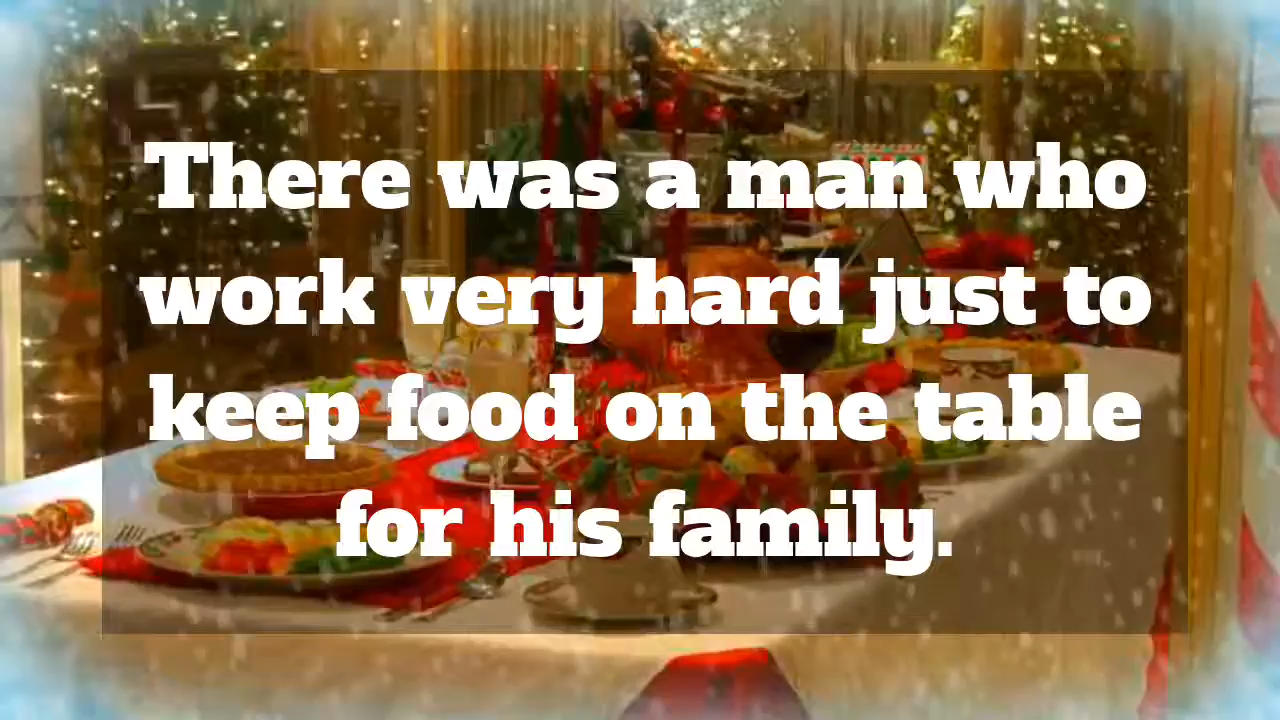 There was a man who
work very hard just to
keep food on the table
for his family.